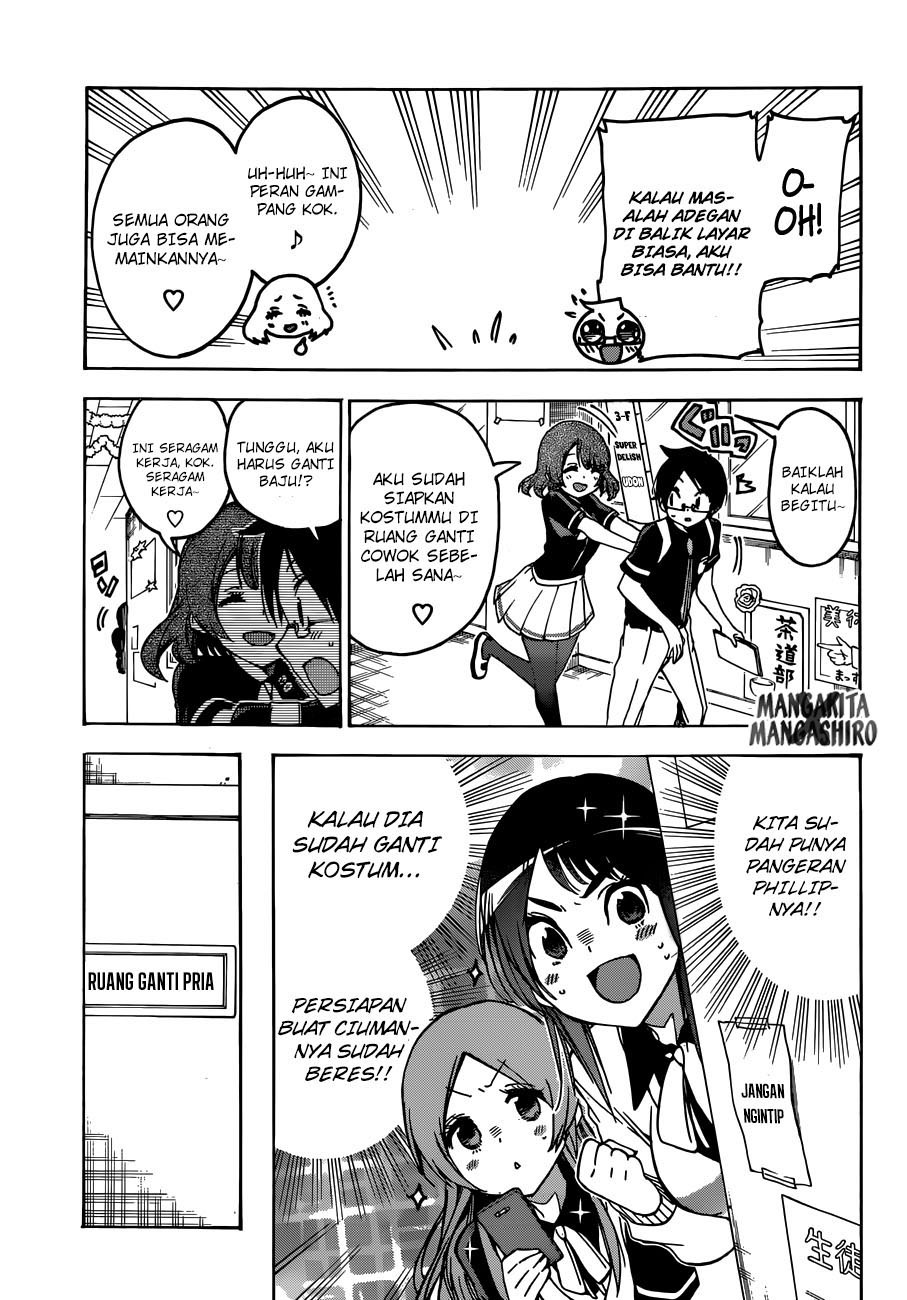 O-
OH!
KALAU MAS-
ALAH ADEGAN
DI BALIK LAYAR
BIASA, AKU
BISA BANTU!!
UH-HUH~ INI
PERAN GAM-
PANG KOK.
♪
SEMUA ORANG
JUGA BISA ME-
MAINKANNYA~
♡
BAIKLAH
KALAU
BEGITU~
3-F
SUPER
DELISH
UDON
AKU SUDAH
SIAPKAN
KOSTUMMU DI
RUANG GANTI
COWOK SEBE-
LAH SANA~
♡
茶道部
TUNGGU, AKU
HARUS GANTI
BAJU!?
INI SERAGAM
KERJA, KOK.
SERAGAM
KERJA~
♡
MANGAKITA
MANGASHIRO
KITA SU-
DAH PUNYA
PANGERAN
PHILLIP-
NYA!!
KALAU DIA
SUDAH GANTI
KOSTUM...
PERSIAPAN
BUAT CIUMAN-
NYA SUDAH
BERES!!
JANGAN
NGINTIP
生徒
RUANG GANTI PRIA